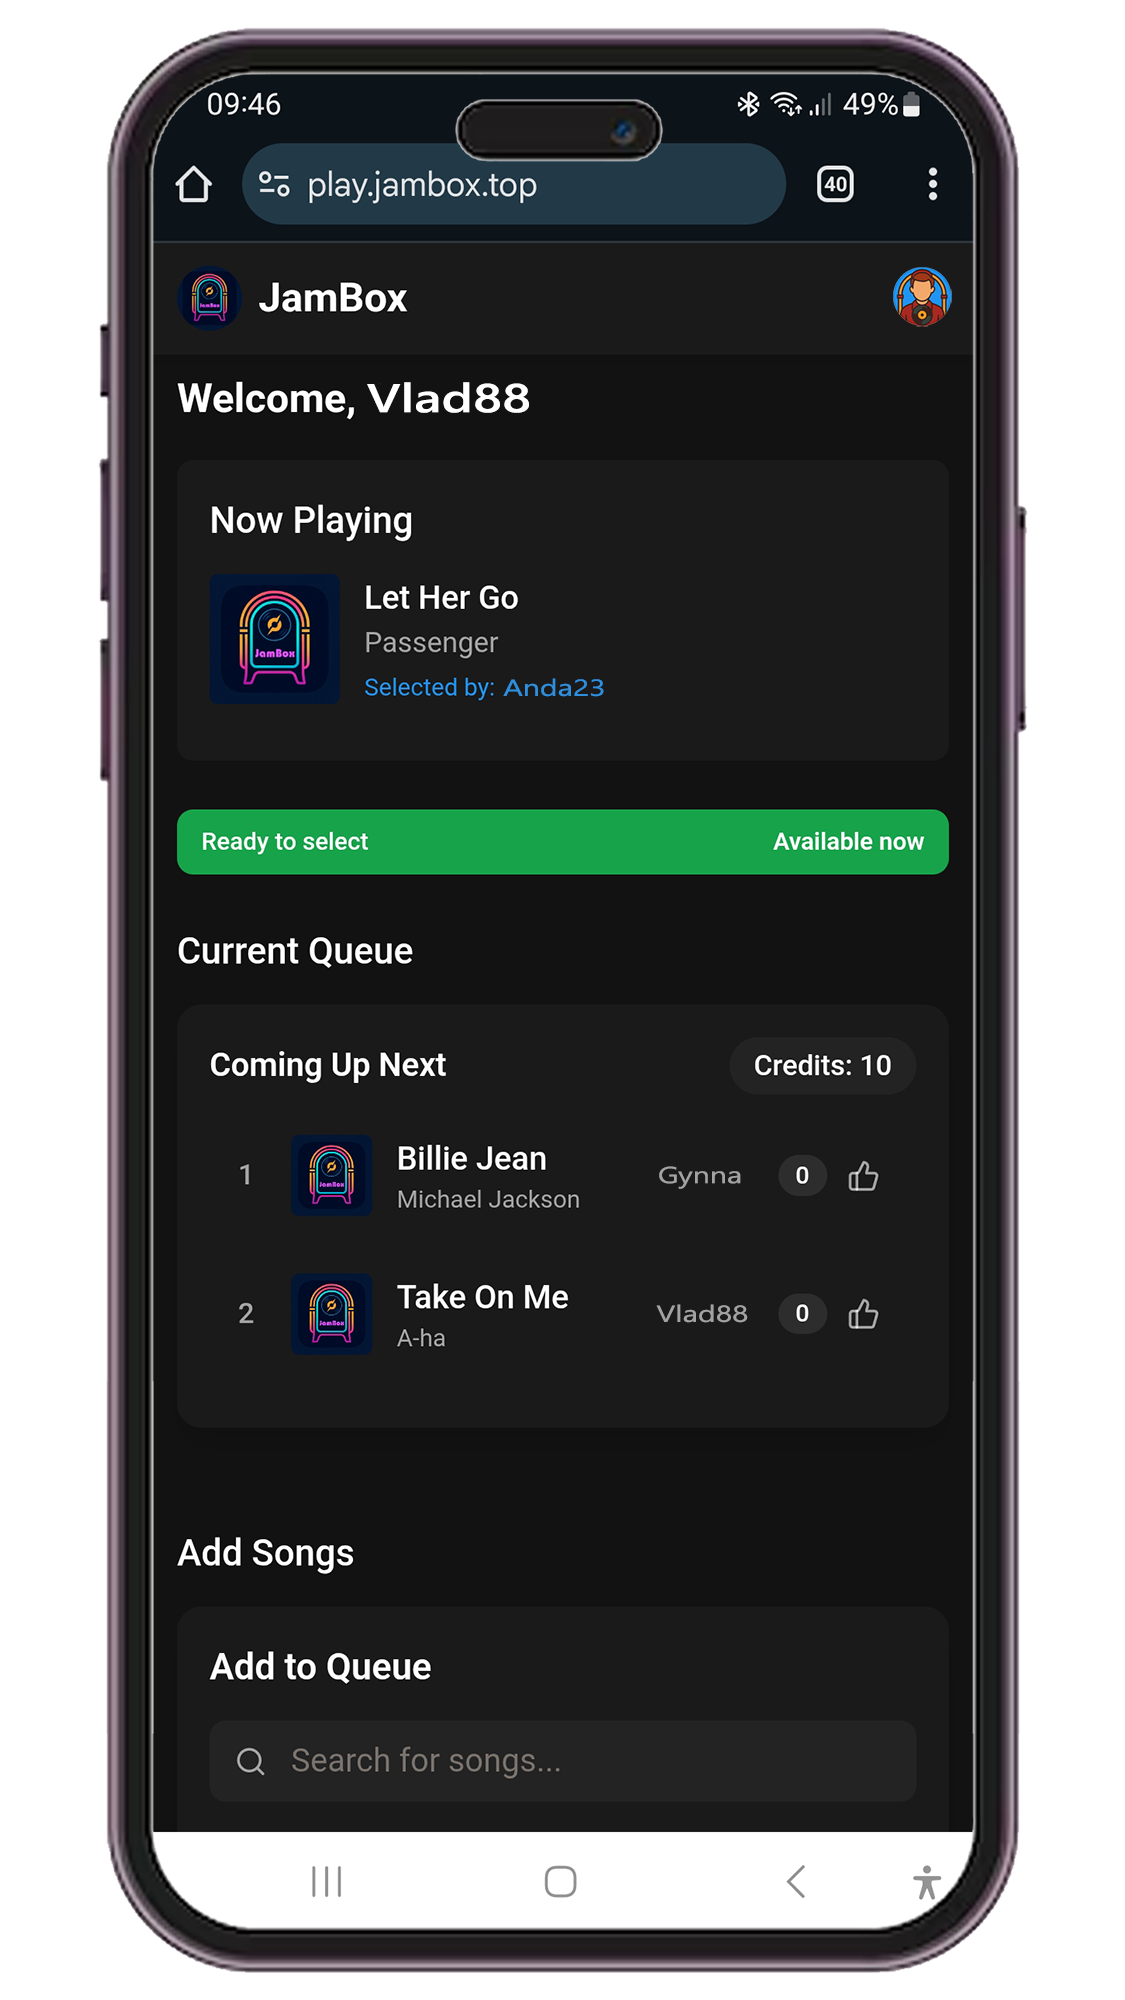 09:46
49%
play.jambox.top
40
JamBox
Welcome, Vlad88
Now Playing
JamBox
Let Her Go
Passenger
Selected by: Anda23
Ready to select
Available now
Current Queue
Coming Up Next
Credits: 10
1
JamBox
Billie Jean
Michael Jackson
Gynna
0
2
JamBox
Take On Me
A-ha
Vlad88
0
Add Songs
Add to Queue
Search for songs...